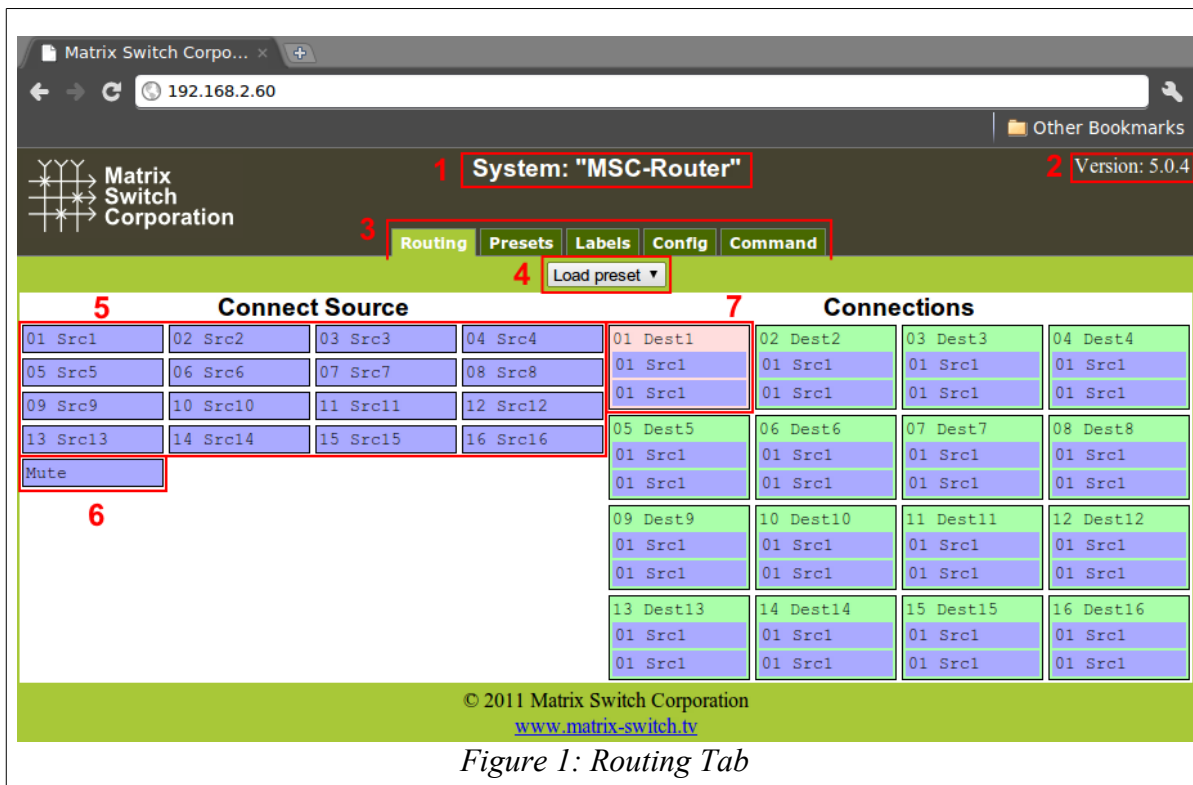 Matrix Switch Corpo...
192.168.2.60
Other Bookmarks
Matrix
Switch
Corporation
1 System: "MSC-Router"
2 Version: 5.0.4
3 Routing Presets Labels Config Command
4 Load preset
5 Connect Source
7 Connections
01 Src1 02 Src2 03 Src3 04 Src4
05 Src5 06 Src6 07 Src7 08 Src8
09 Src9 10 Src10 11 Src11 12 Src12
13 Src13 14 Src14 15 Src15 16 Src16
Mute
6
01 Dest1 02 Dest2 03 Dest3 04 Dest4
01 Src1 01 Src1 01 Src1 01 Src1
01 Src1 01 Src1 01 Src1 01 Src1
05 Dest5 06 Dest6 07 Dest7 08 Dest8
01 Src1 01 Src1 01 Src1 01 Src1
01 Src1 01 Src1 01 Src1 01 Src1
09 Dest9 10 Dest10 11 Dest11 12 Dest12
01 Src1 01 Src1 01 Src1 01 Src1
01 Src1 01 Src1 01 Src1 01 Src1
13 Dest13 14 Dest14 15 Dest15 16 Dest16
01 Src1 01 Src1 01 Src1 01 Src1
01 Src1 01 Src1 01 Src1 01 Src1
© 2011 Matrix Switch Corporation
www.matrix-switch.tv
Figure 1: Routing Tab